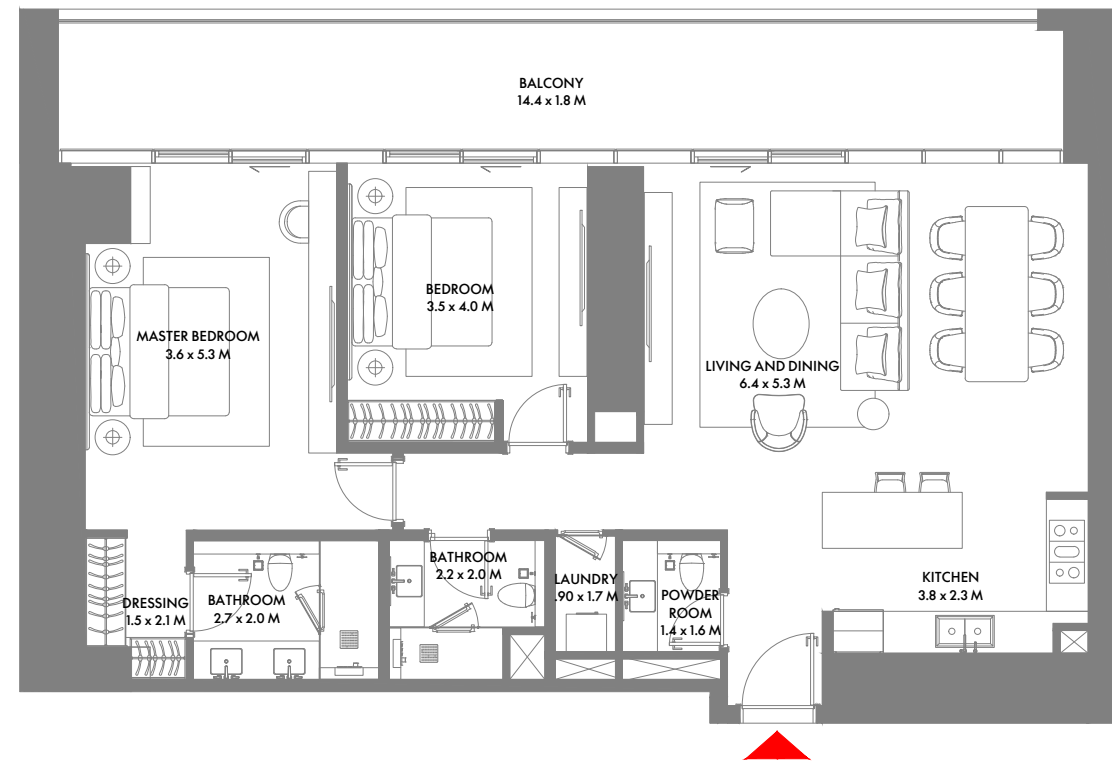 BALCONY
14.4 x 1.8 M
BEDROOM
3.5 x 4.0 M
MASTER BEDROOM
3.6 x 5.3 M
LIVING AND DINING
6.4 x 5.3 M
BATHROOM
2.2 x 2.0 M
LAUNDRY
.90 x 1.7 M
KITCHEN
3.8 x 2.3 M
DRESSING
1.5 x 2.1 M
BATHROOM
2.7 x 2.0 M
POWDER
ROOM
1.4 x 1.6 M